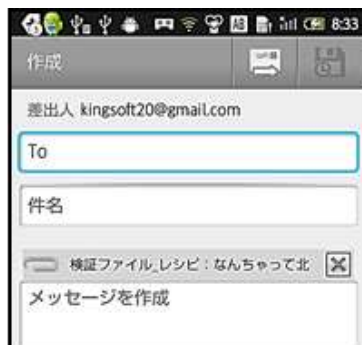 8:33
作成
差出人 kingsoft20@gmail.com
To
件名
検証ファイル_レシピ：なんちゃって北
メッセージを作成